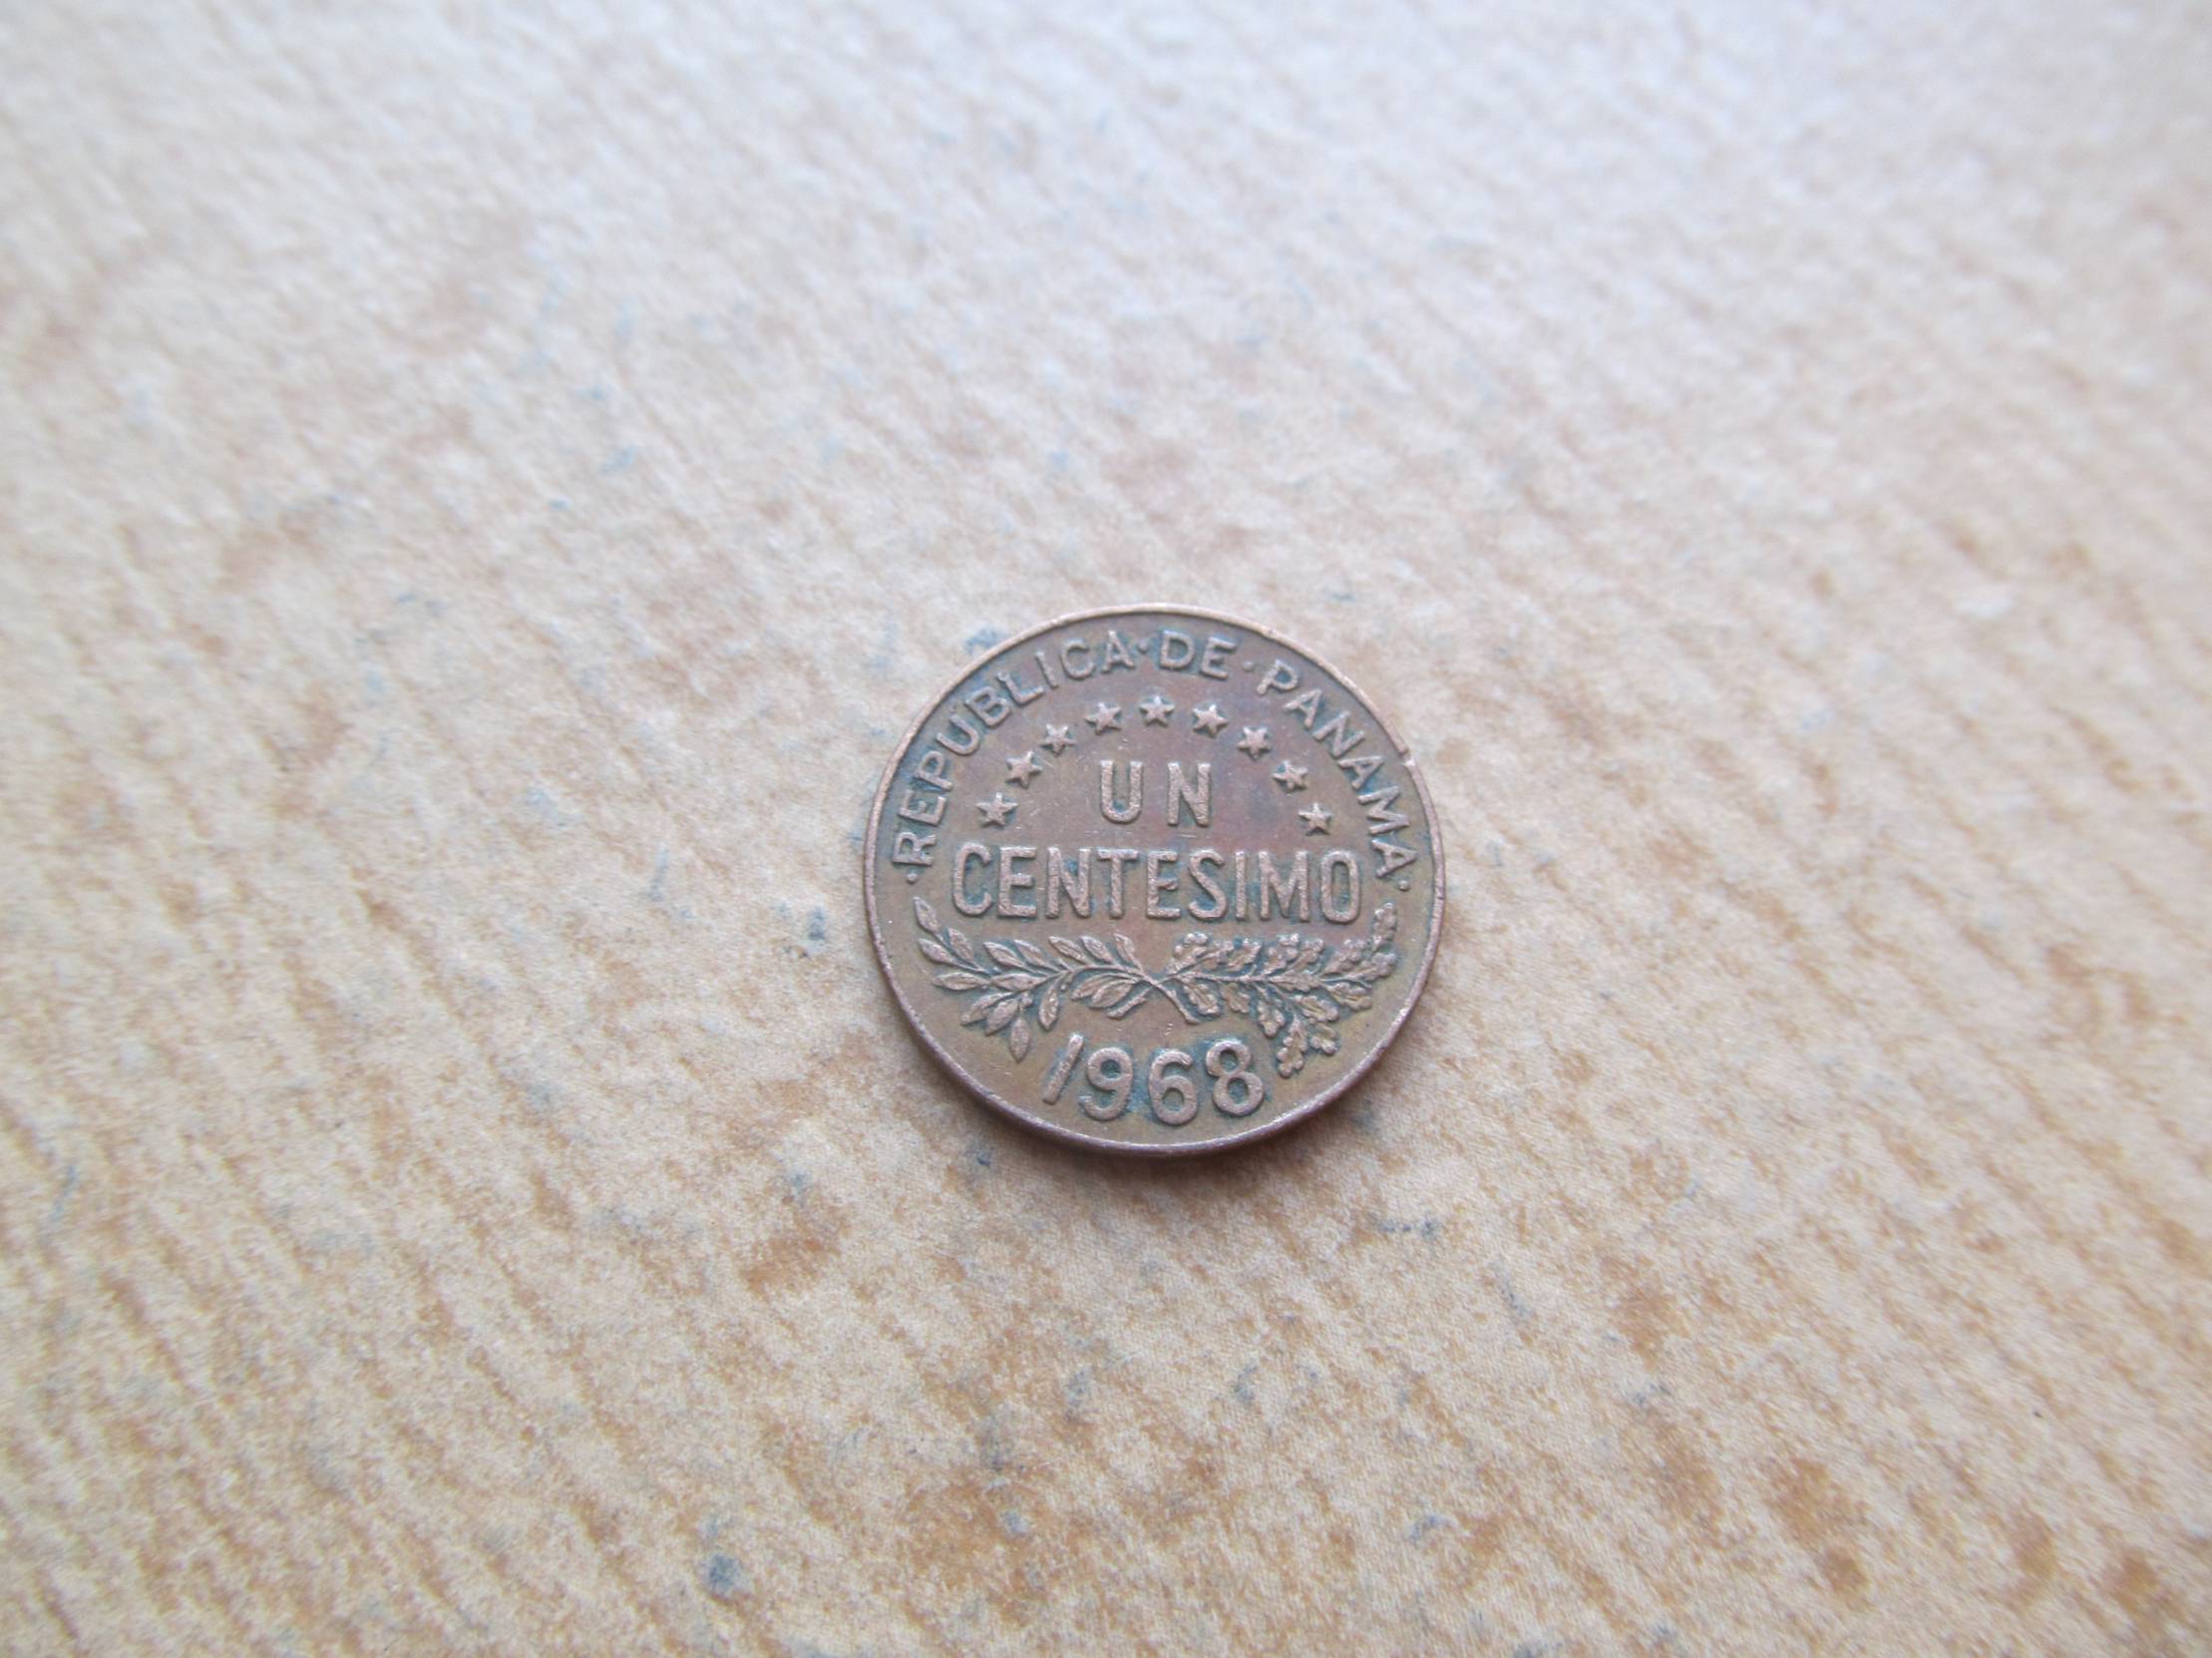 ·REPUBLICA·DE·PANAMA·
UN
CENTESIMO
1968